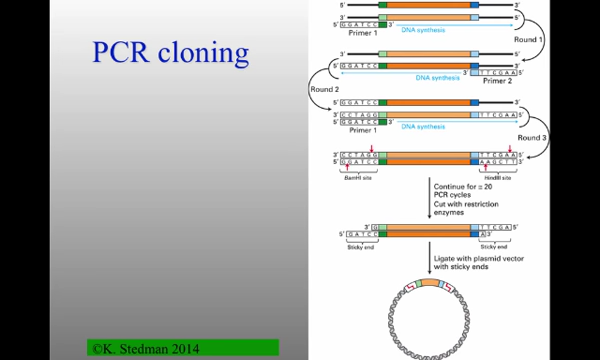 PCR cloning
3'
5'
5' G G A T C C 3' DNA synthesis
Primer 1
Round 1
3'
5' G G A T C C 5'
DNA synthesis
3' T T C G A A 5'
Primer 2
Round 2
5'
3' C C T A G G T T C G A A 5'
5' G G A T C C 3'
Primer 1
DNA synthesis
Round 3
3' C C T A G G T T C G A A 5'
5' G G A T C C A A G C T T 3'
BamHI site
HindIII site
Continue for ≅ 20
PCR cycles
Cut with restriction
enzymes
3' G T T C G A A 5'
5' G A T C C A 3'
Sticky end
Sticky end
Ligate with plasmid vector
with sticky ends
©K. Stedman 2014